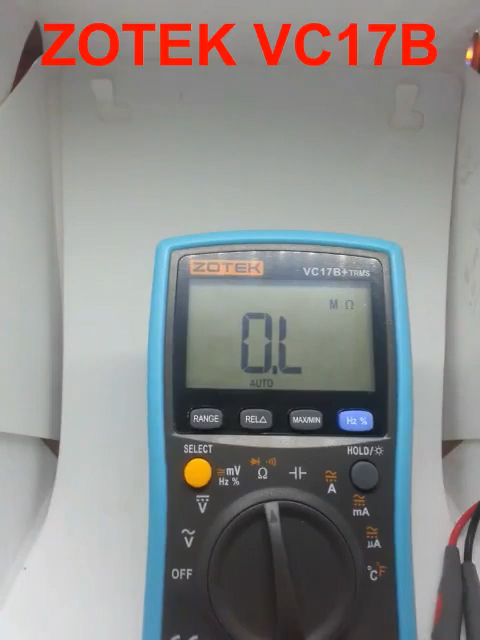 ZOTEK VC17B
ZOTEK
VC17B+TRMS
M Ω
0.L
AUTO
RANGE
REL△
MAX/MIN
Hz %
SELECT
HOLD/
mV
Hz %
Ω
A
mA
µA
°C°F
V
V
OFF